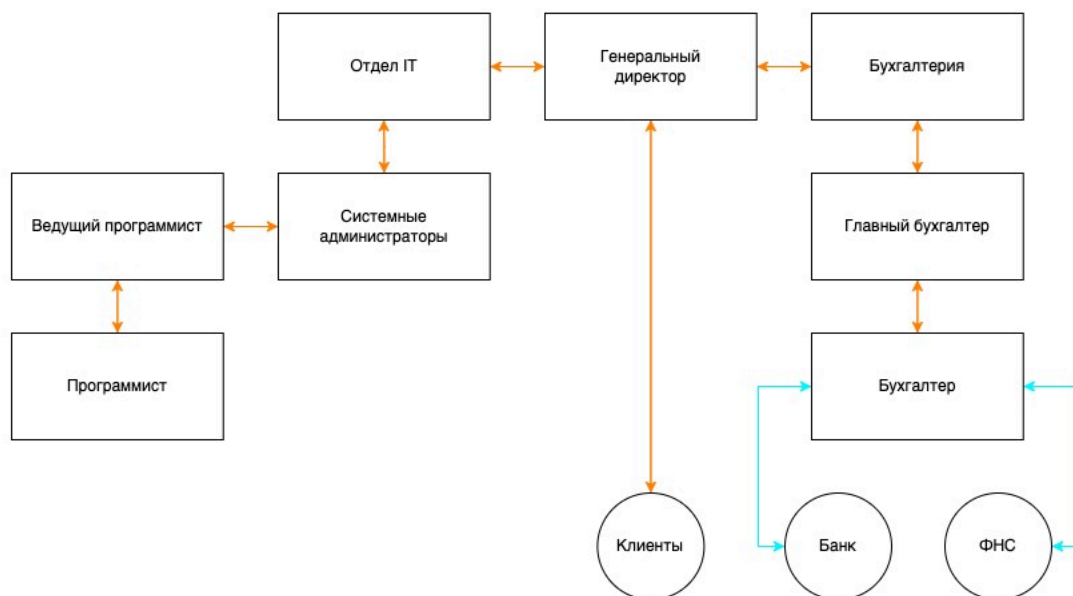 Отдел IT
Генеральный
директор
Бухгалтерия
Ведущий программист
Системные
администраторы
Главный бухгалтер
Программист
Бухгалтер
Клиенты
Банк
ФНС